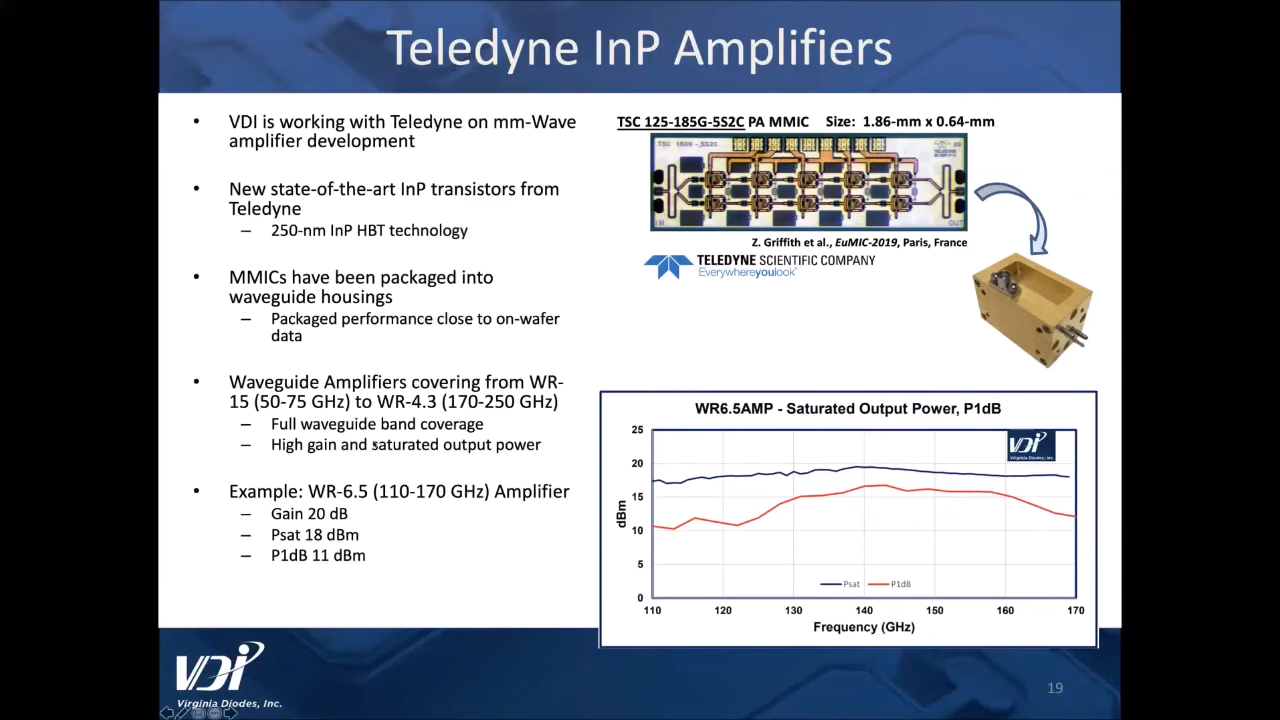 Teledyne InP Amplifiers
• VDI is working with Teledyne on mm-Wave
amplifier development
• New state-of-the-art InP transistors from
Teledyne
– 250-nm InP HBT technology
• MMICs have been packaged into
waveguide housings
– Packaged performance close to on-wafer
data
• Waveguide Amplifiers covering from WR-
15 (50-75 GHz) to WR-4.3 (170-250 GHz)
– Full waveguide band coverage
– High gain and saturated output power
• Example: WR-6.5 (110-170 GHz) Amplifier
– Gain 20 dB
– Psat 18 dBm
– P1dB 11 dBm
TSC 125-185G-5S2C PA MMIC Size: 1.86-mm x 0.64-mm
IN
OUT
Z. Griffith et al., EuMIC-2019, Paris, France
TELEDYNE SCIENTIFIC COMPANY
Everywhereyoulook™
WR6.5AMP - Saturated Output Power, P1dB
VDI
Virginia Diodes, Inc.
25
20
15
10
5
0
dBm
Psat P1dB
110 120 130 140 150 160 170
Frequency (GHz)
VDI
Virginia Diodes, Inc.
19